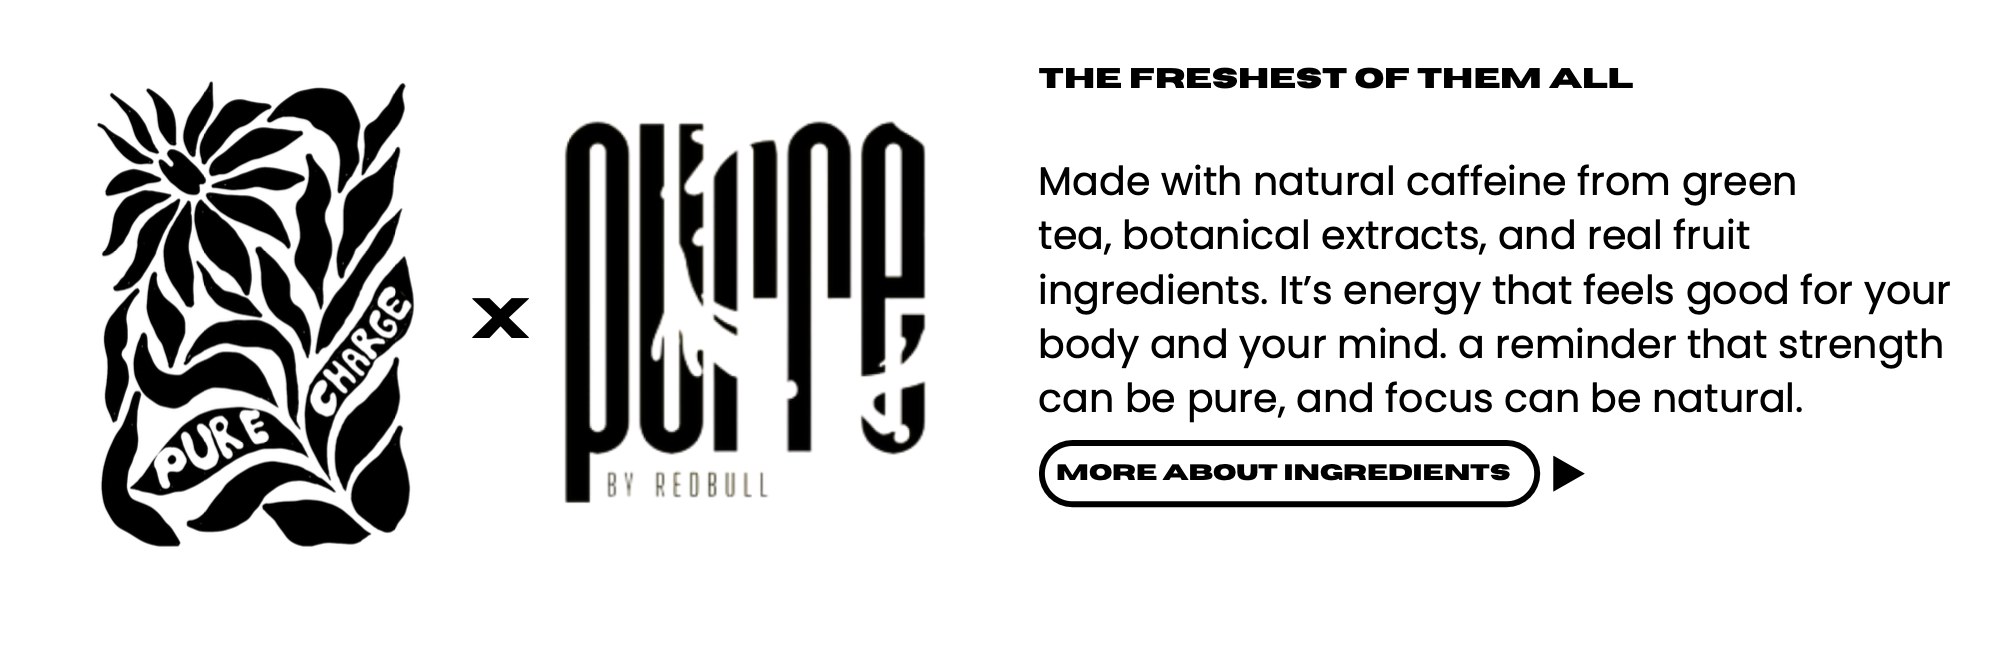 PURE
CHARGE
x
purre
BY REDBULL
THE FRESHEST OF THEM ALL
Made with natural caffeine from green
tea, botanical extracts, and real fruit
ingredients. It’s energy that feels good for your
body and your mind. a reminder that strength
can be pure, and focus can be natural.
MORE ABOUT INGREDIENTS